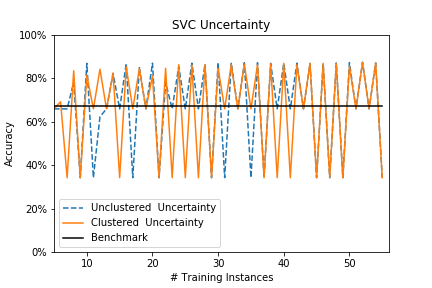 SVC Uncertainty
100%
80%
60%
40%
20%
0%
Accuracy
Unclustered Uncertainty
Clustered Uncertainty
Benchmark
10
20
30
40
50
# Training Instances